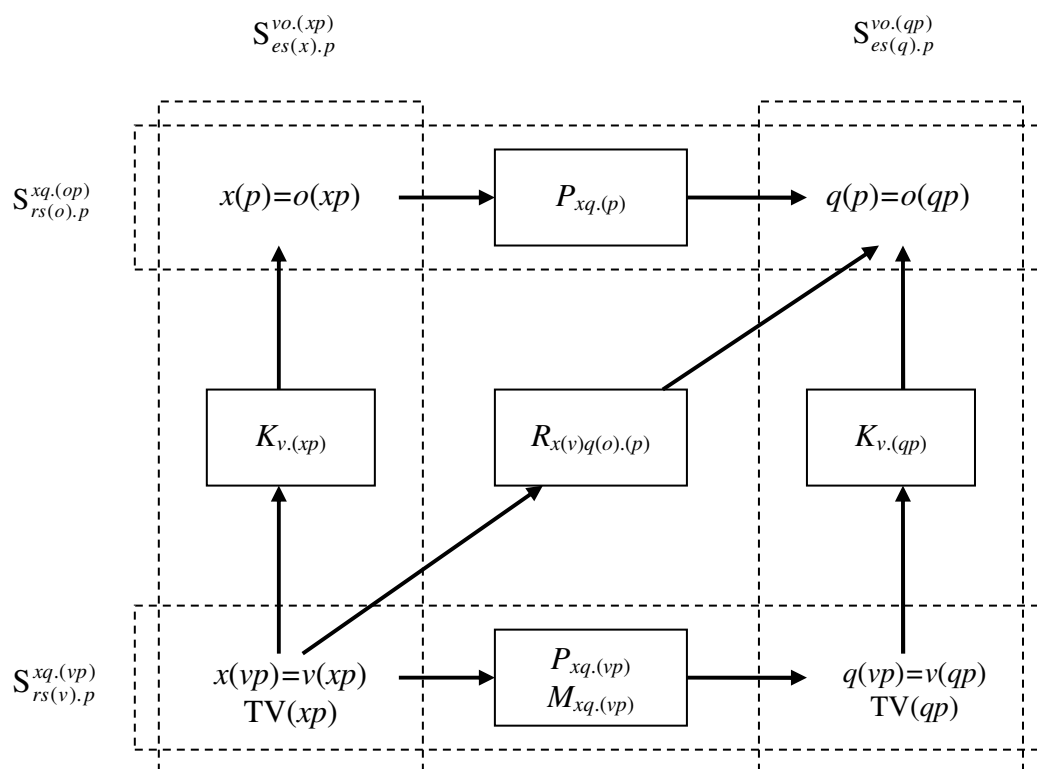 S^{vo.(xp)}_{es(x).p} S^{vo.(qp)}_{es(q).p}
S^{xq.(op)}_{rs(o).p} x(p)=o(xp) P_{xq.(p)} q(p)=o(qp)
K_{v.(xp)} R_{x(v)q(o).(p)} K_{v.(qp)}
S^{xq.(vp)}_{rs(v).p} x(vp)=v(xp) P_{xq.(vp)} q(vp)=v(qp)
TV(xp) M_{xq.(vp)} TV(qp)